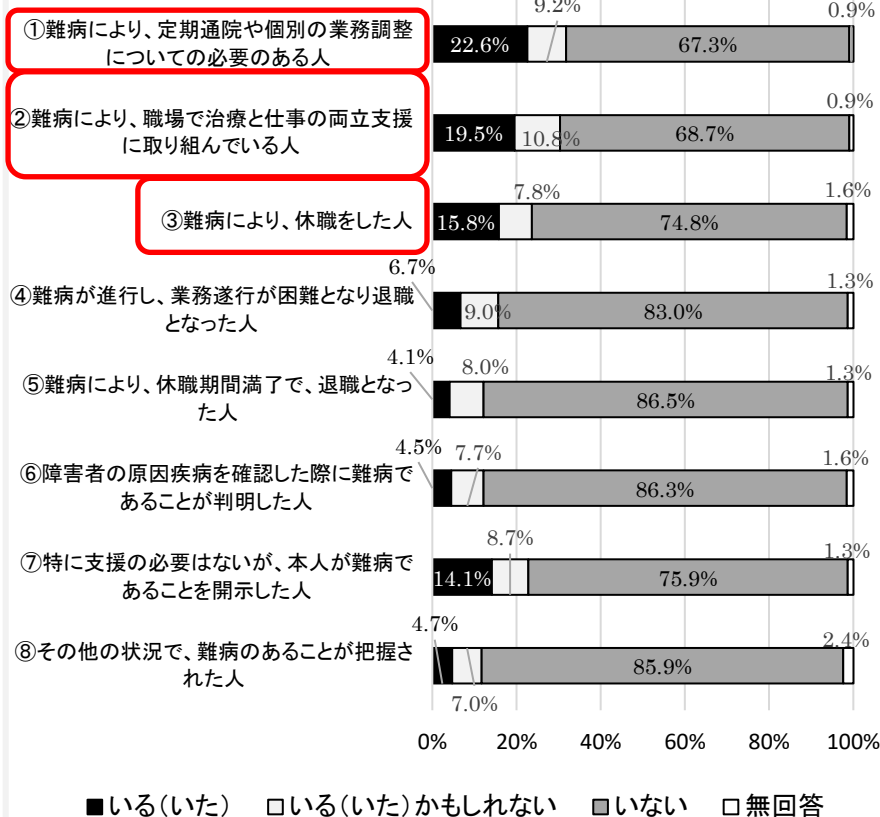 9.2%
0.9%
①難病により、定期通院や個別の業務調整
についての必要のある人
22.6%
67.3%
0.9%
②難病により、職場で治療と仕事の両立支援
に取り組んでいる人
19.5%
10.8%
68.7%
7.8%
1.6%
③難病により、休職をした人
15.8%
74.8%
6.7%
1.3%
④難病が進行し、業務遂行が困難となり退職
となった人
9.0%
83.0%
4.1%
8.0%
1.3%
⑤難病により、休職期間満了で、退職となっ
た人
86.5%
4.5%
7.7%
1.6%
⑥障害者の原因疾病を確認した際に難病で
あることが判明した人
86.3%
8.7%
1.3%
⑦特に支援の必要はないが、本人が難病で
あることを開示した人
14.1%
75.9%
4.7%
2.4%
⑧その他の状況で、難病のあることが把握さ
れた人
85.9%
7.0%
0% 20% 40% 60% 80% 100%
■いる(いた) □いる(いた)かもしれない ■いない □無回答